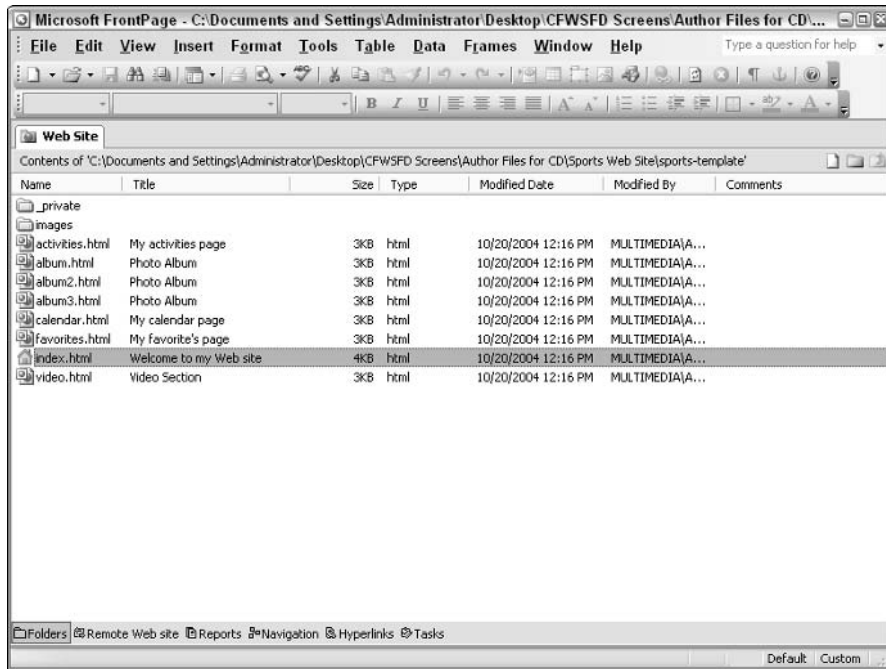 Microsoft FrontPage - C:\Documents and Settings\Administrator\Desktop\CFWSFD Screens\Author Files for CD\...
File Edit View Insert Format Tools Table Data Frames Window Help Type a question for help
B I U A A ab A
Web Site
Contents of 'C:\Documents and Settings\Administrator\Desktop\CFWSFD Screens\Author Files for CD\Sports Web Site\sports-template'
Name Title Size Type Modified Date Modified By Comments
_private
images
activities.html My activities page 3KB html 10/20/2004 12:16 PM MULTIMEDIA\A...
album.html Photo Album 3KB html 10/20/2004 12:16 PM MULTIMEDIA\A...
album2.html Photo Album 3KB html 10/20/2004 12:16 PM MULTIMEDIA\A...
album3.html Photo Album 3KB html 10/20/2004 12:16 PM MULTIMEDIA\A...
calendar.html My calendar page 3KB html 10/20/2004 12:16 PM MULTIMEDIA\A...
favorites.html My favorite's page 3KB html 10/20/2004 12:16 PM MULTIMEDIA\A...
index.html Welcome to my Web site 4KB html 10/20/2004 12:16 PM MULTIMEDIA\A...
video.html Video Section 3KB html 10/20/2004 12:16 PM MULTIMEDIA\A...
Folders Remote Web site Reports Navigation Hyperlinks Tasks
Default Custom